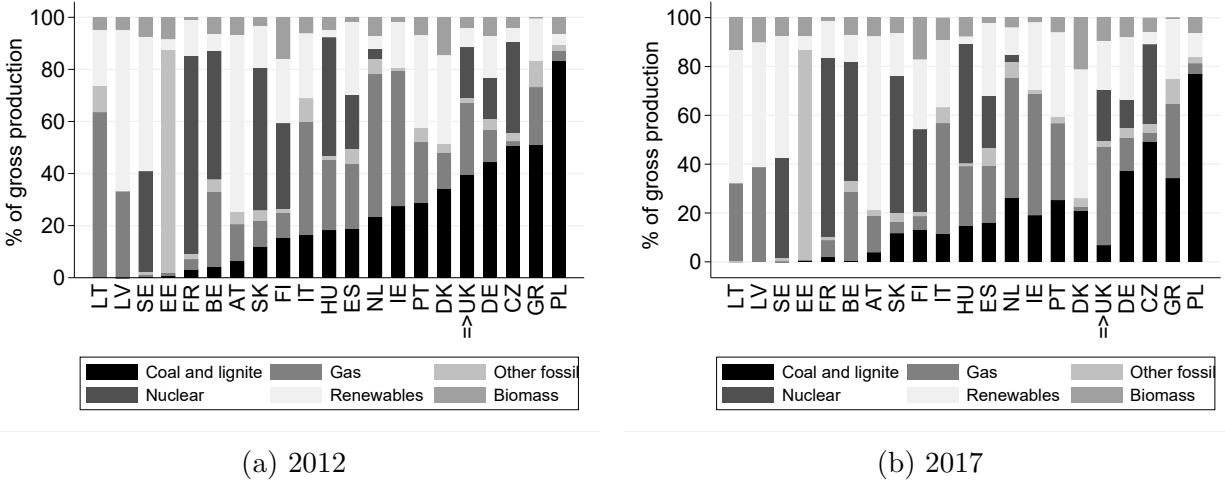 % of gross production
100
80
60
40
20
0
LT LV SE EE FR BE AT SK FI IT HU ES NL IE PT DK =>UK DE CZ GR PL
Coal and lignite Gas Other fossil
Nuclear Renewables Biomass
(a) 2012
% of gross production
100
80
60
40
20
0
LT LV SE EE FR BE AT SK FI IT HU ES NL IE PT DK =>UK DE CZ GR PL
Coal and lignite Gas Other fossil
Nuclear Renewables Biomass
(b) 2017